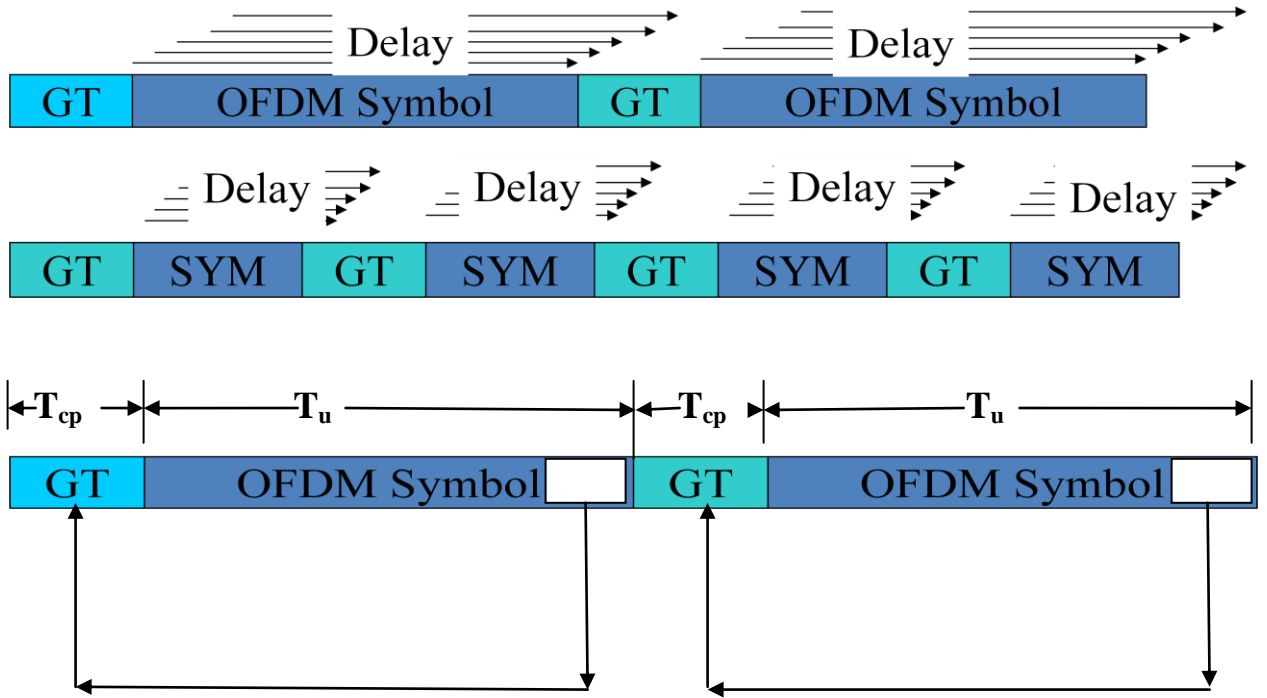 Delay Delay
GT OFDM Symbol GT OFDM Symbol
Delay Delay Delay Delay
GT SYM GT SYM GT SYM GT SYM
Tcp Tu Tcp Tu
GT OFDM Symbol GT OFDM Symbol